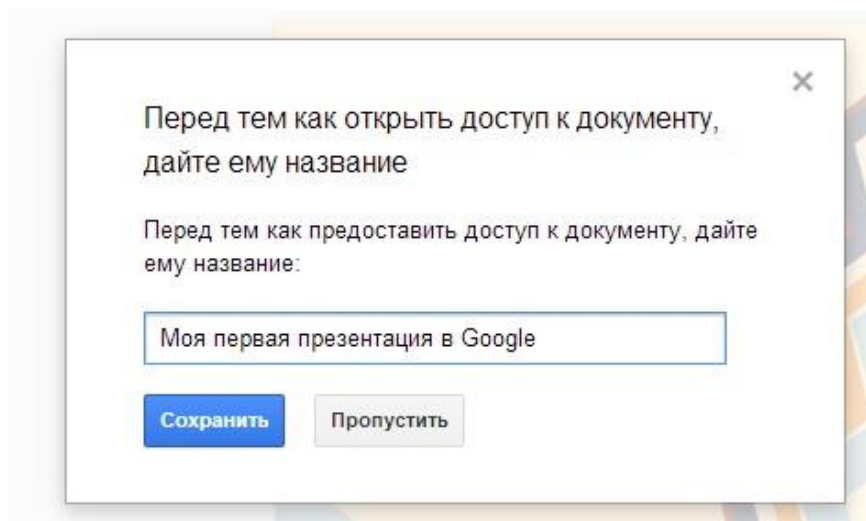 Перед тем как открыть доступ к документу,
дайте ему название
Перед тем как предоставить доступ к документу, дайте
ему название:
Моя первая презентация в Google
Сохранить Пропустить